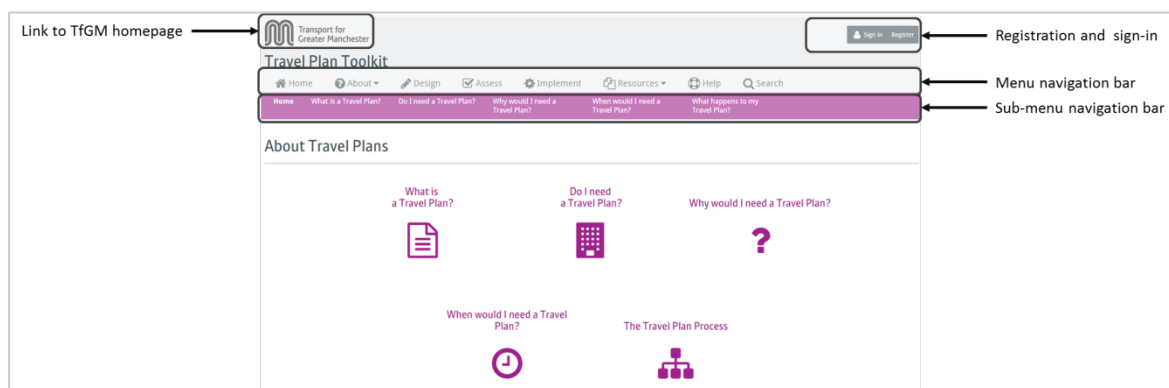 Link to TfGM homepage
Transport for
Greater Manchester
Sign in Register
Registration and sign-in
Travel Plan Toolkit
Home About Design Assess Implement Resources Help Search
Menu navigation bar
Home What is a Travel Plan? Do I need a Travel Plan? Why would I need a
Travel Plan? When would I need a
Travel Plan? What happens to my
Travel Plan?
Sub-menu navigation bar
About Travel Plans
What is
a Travel Plan?
Do I need
a Travel Plan?
Why would I need a Travel Plan?
When would I need a Travel
Plan?
The Travel Plan Process